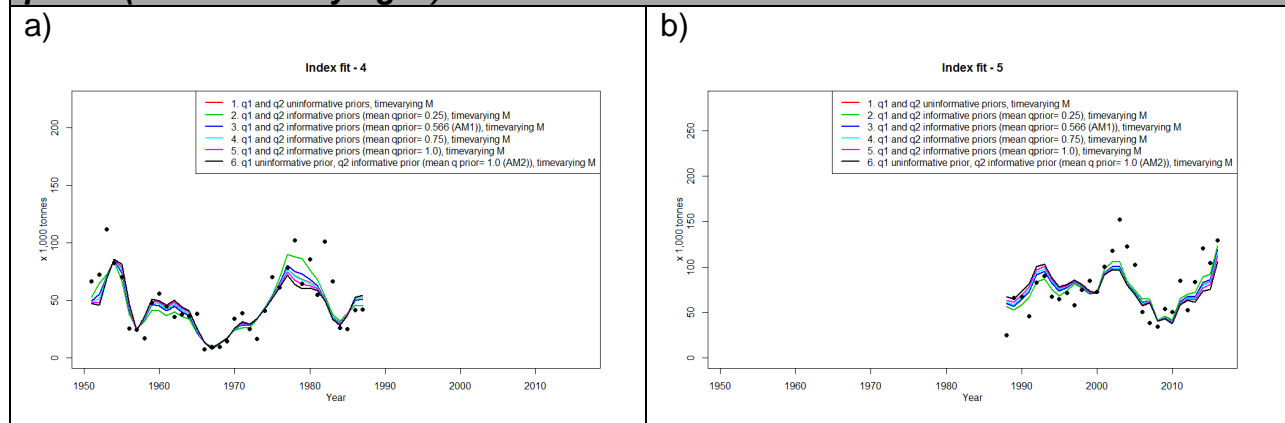 a)
Index fit - 4
1. q1 and q2 uninformative priors, timevarying M
2. q1 and q2 informative priors (mean qprior= 0.25), timevarying M
3. q1 and q2 informative priors (mean qprior= 0.566 (AM1)), timevarying M
4. q1 and q2 informative priors (mean qprior= 0.75), timevarying M
5. q1 and q2 informative priors (mean qprior= 1.0), timevarying M
6. q1 uninformative prior, q2 informative prior (mean q prior= 1.0 (AM2)), timevarying M
x 1,000 tonnes
200
150
100
50
0
1950 1960 1970 1980 1990 2000 2010
Year
b)
Index fit - 5
1. q1 and q2 uninformative priors, timevarying M
2. q1 and q2 informative priors (mean qprior= 0.25), timevarying M
3. q1 and q2 informative priors (mean qprior= 0.566 (AM1)), timevarying M
4. q1 and q2 informative priors (mean qprior= 0.75), timevarying M
5. q1 and q2 informative priors (mean qprior= 1.0), timevarying M
6. q1 uninformative prior, q2 informative prior (mean q prior= 1.0 (AM2)), timevarying M
x 1,000 tonnes
250
200
150
100
50
0
1950 1960 1970 1980 1990 2000 2010
Year